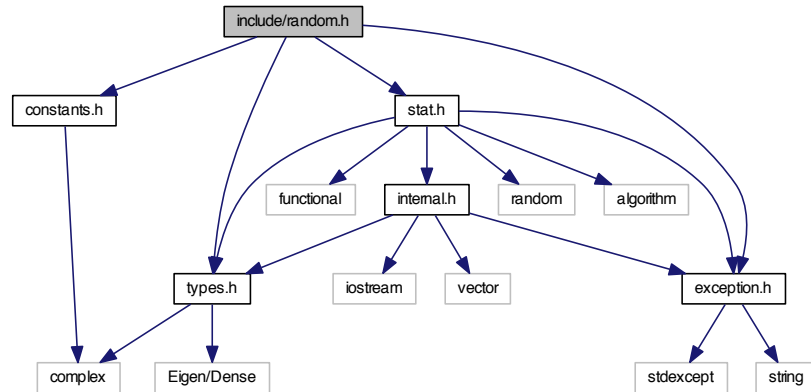 include/random.h
constants.h
stat.h
functional
internal.h
random
algorithm
types.h
iostream
vector
exception.h
complex
Eigen/Dense
stdexcept
string